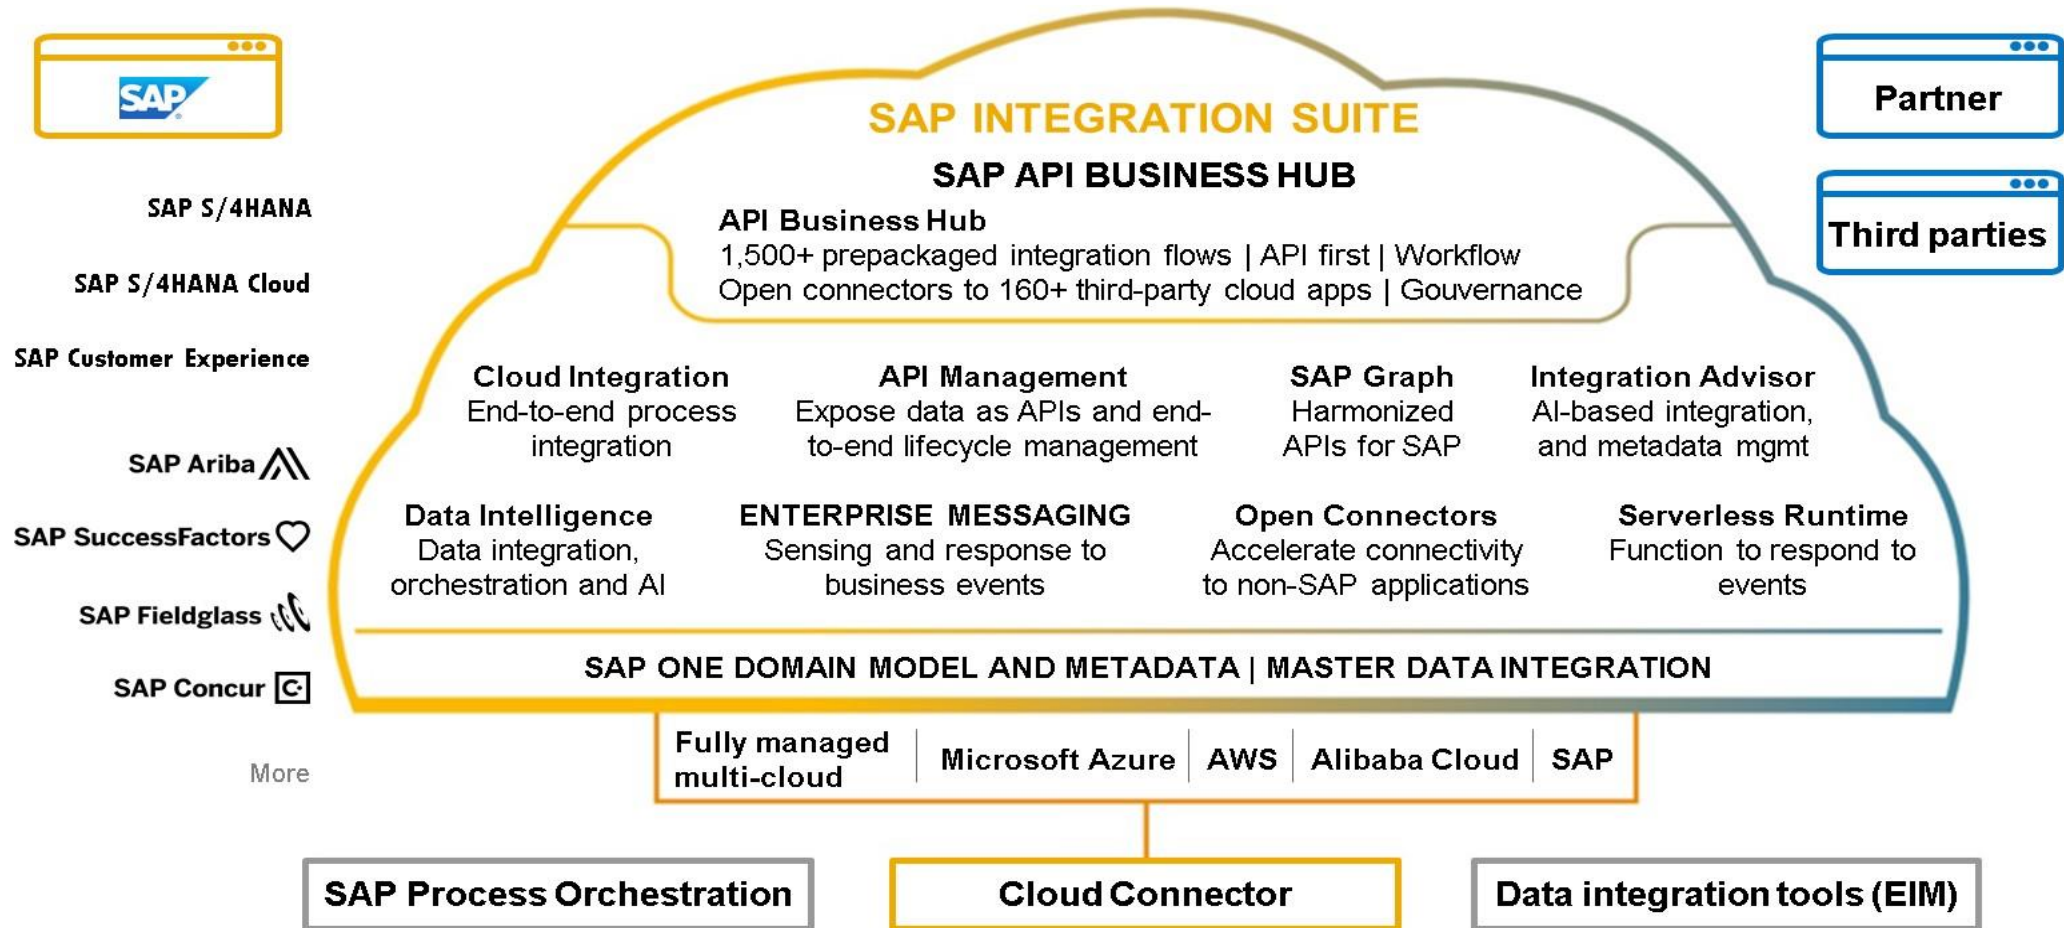 SAP
SAP S/4HANA
SAP S/4HANA Cloud
SAP Customer Experience
SAP Ariba
SAP SuccessFactors
SAP Fieldglass
SAP Concur
More
SAP INTEGRATION SUITE
SAP API BUSINESS HUB
API Business Hub
1,500+ prepackaged integration flows | API first | Workflow
Open connectors to 160+ third-party cloud apps | Gouvernance
Cloud Integration
End-to-end process
integration
API Management
Expose data as APIs and end-
to-end lifecycle management
SAP Graph
Harmonized
APIs for SAP
Integration Advisor
AI-based integration,
and metadata mgmt
Data Intelligence
Data integration,
orchestration and AI
ENTERPRISE MESSAGING
Sensing and response to
business events
Open Connectors
Accelerate connectivity
to non-SAP applications
Serverless Runtime
Function to respond to
events
SAP ONE DOMAIN MODEL AND METADATA | MASTER DATA INTEGRATION
Fully managed
multi-cloud
Microsoft Azure
AWS
Alibaba Cloud
SAP
Partner
Third parties
SAP Process Orchestration
Cloud Connector
Data integration tools (EIM)